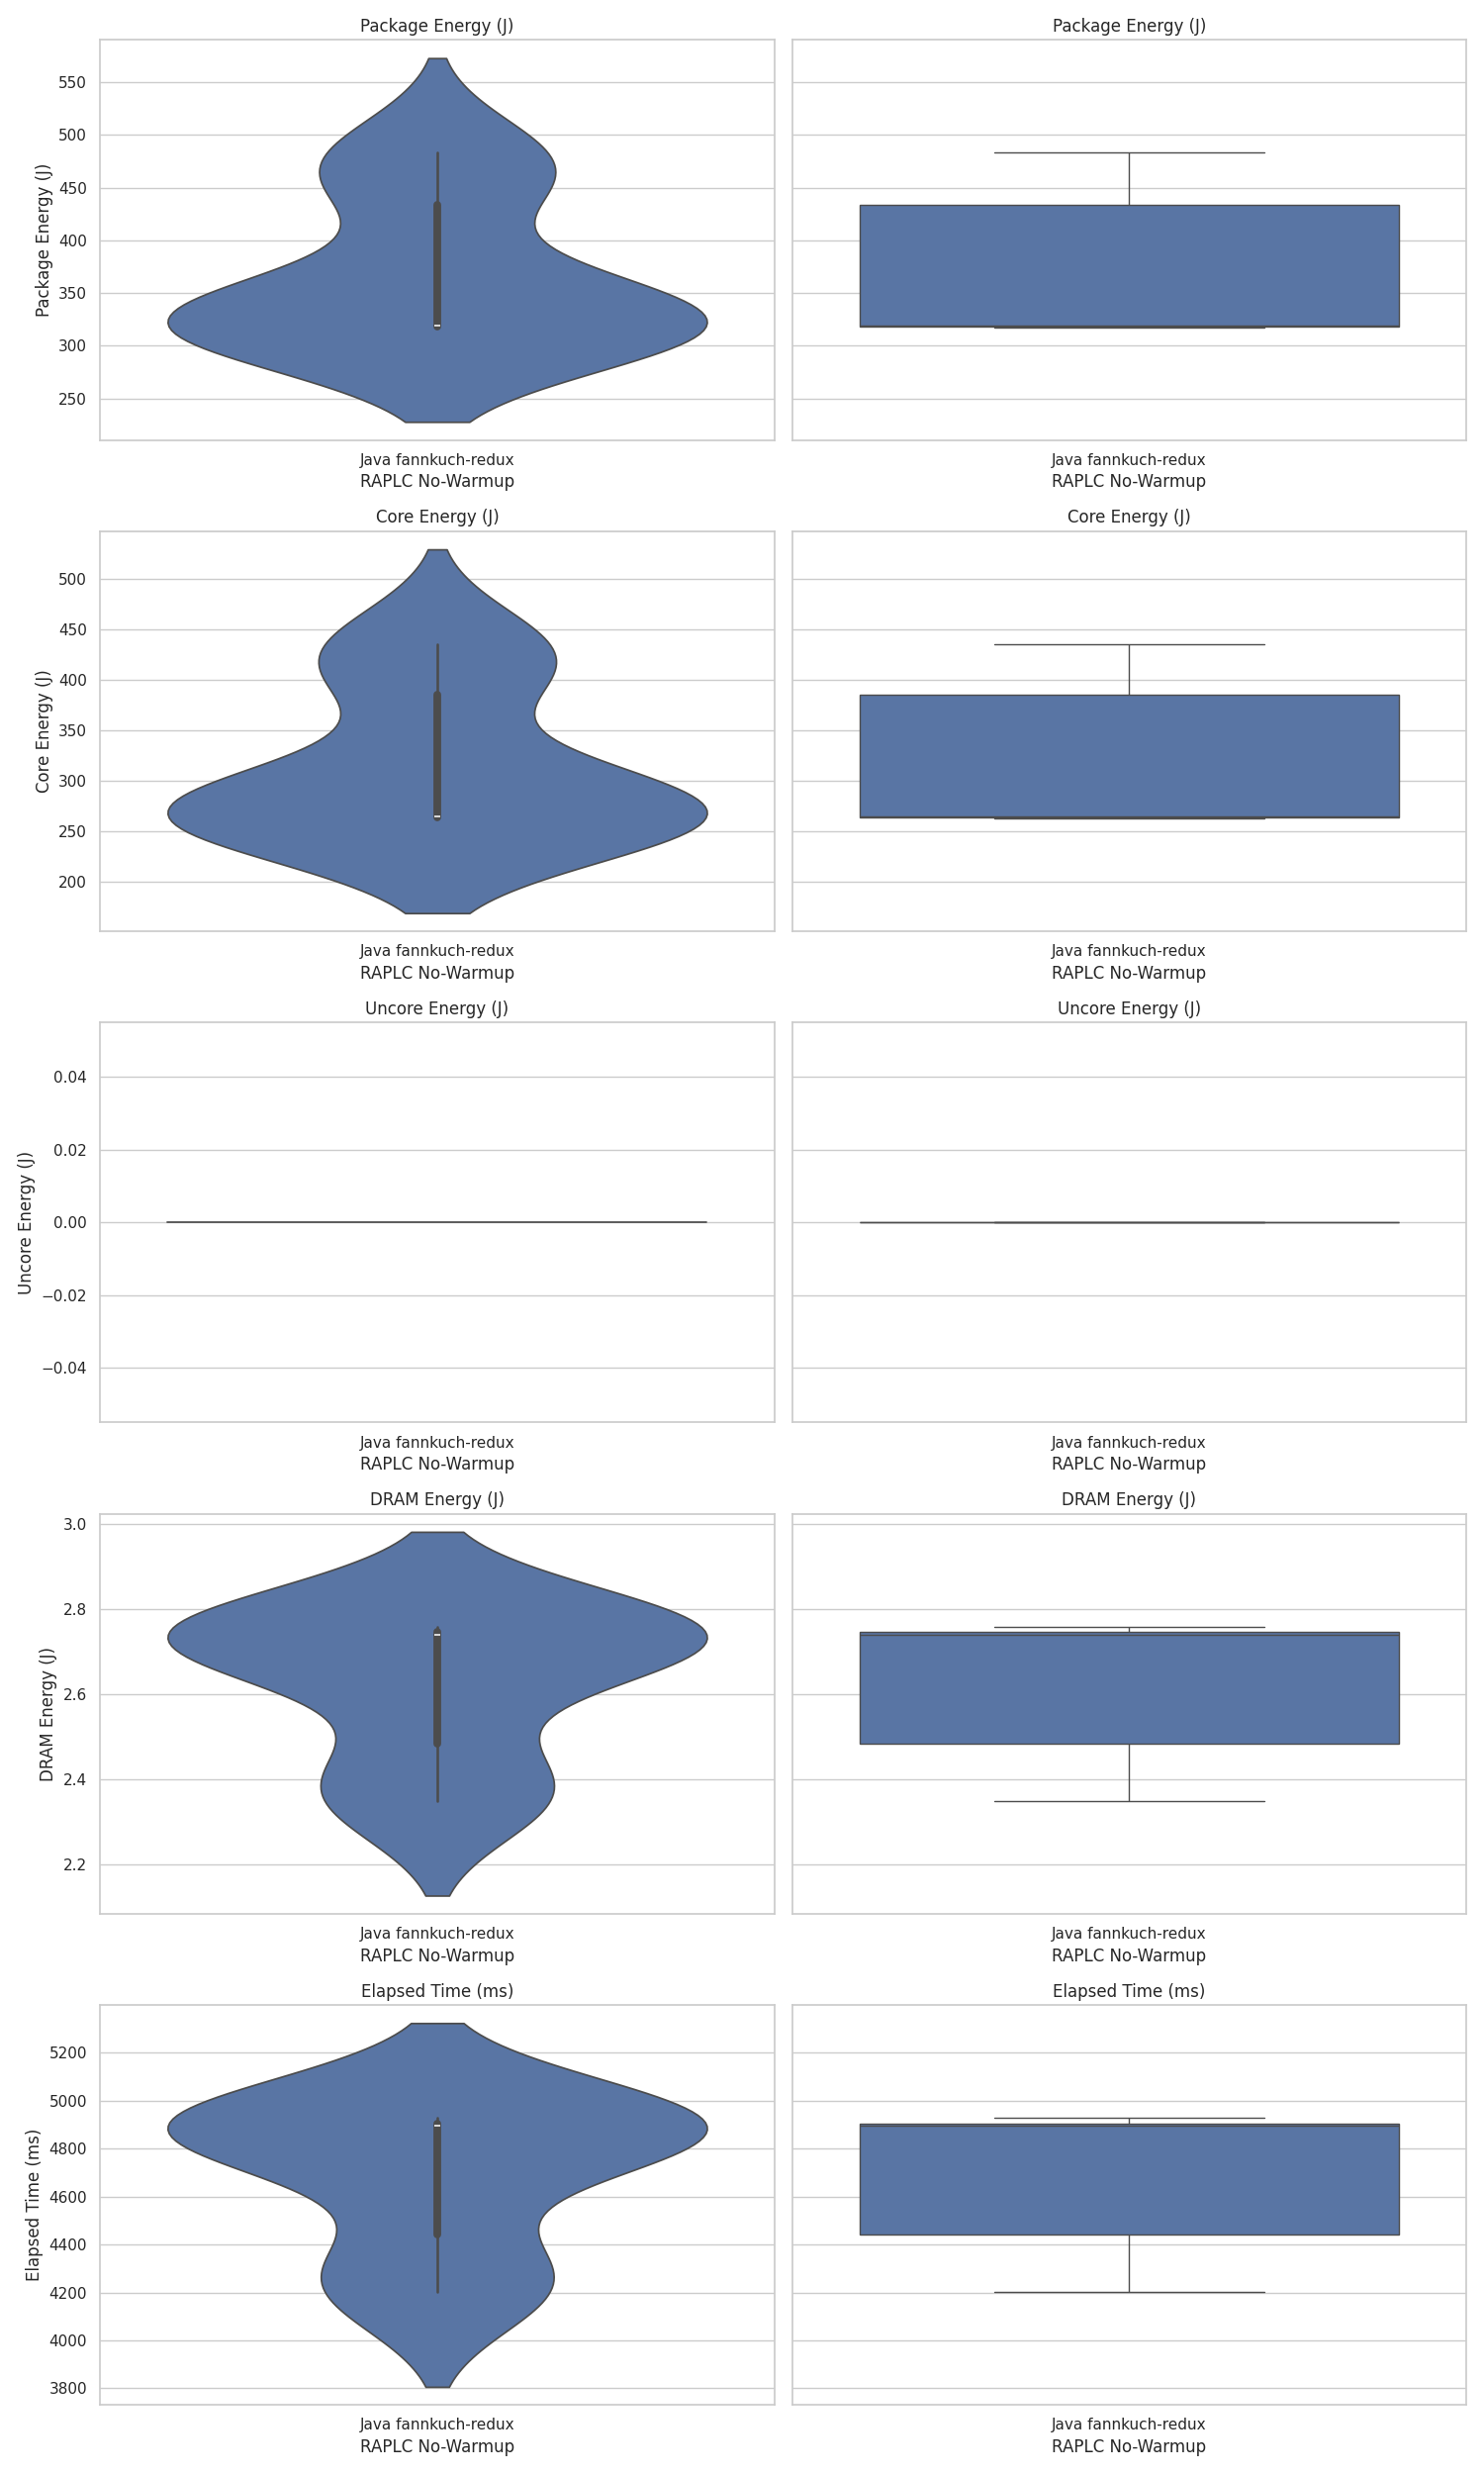 Package Energy (J)
Package Energy (J)
Package Energy (J)
550
500
450
400
350
300
250
Java fannkuch-redux
RAPLC No-Warmup
Java fannkuch-redux
RAPLC No-Warmup
Core Energy (J)
Core Energy (J)
Core Energy (J)
500
450
400
350
300
250
200
Java fannkuch-redux
RAPLC No-Warmup
Java fannkuch-redux
RAPLC No-Warmup
Uncore Energy (J)
Uncore Energy (J)
Uncore Energy (J)
0.04
0.02
0.00
−0.02
−0.04
Java fannkuch-redux
RAPLC No-Warmup
Java fannkuch-redux
RAPLC No-Warmup
DRAM Energy (J)
DRAM Energy (J)
DRAM Energy (J)
3.0
2.8
2.6
2.4
2.2
Java fannkuch-redux
RAPLC No-Warmup
Java fannkuch-redux
RAPLC No-Warmup
Elapsed Time (ms)
Elapsed Time (ms)
Elapsed Time (ms)
5200
5000
4800
4600
4400
4200
4000
3800
Java fannkuch-redux
RAPLC No-Warmup
Java fannkuch-redux
RAPLC No-Warmup